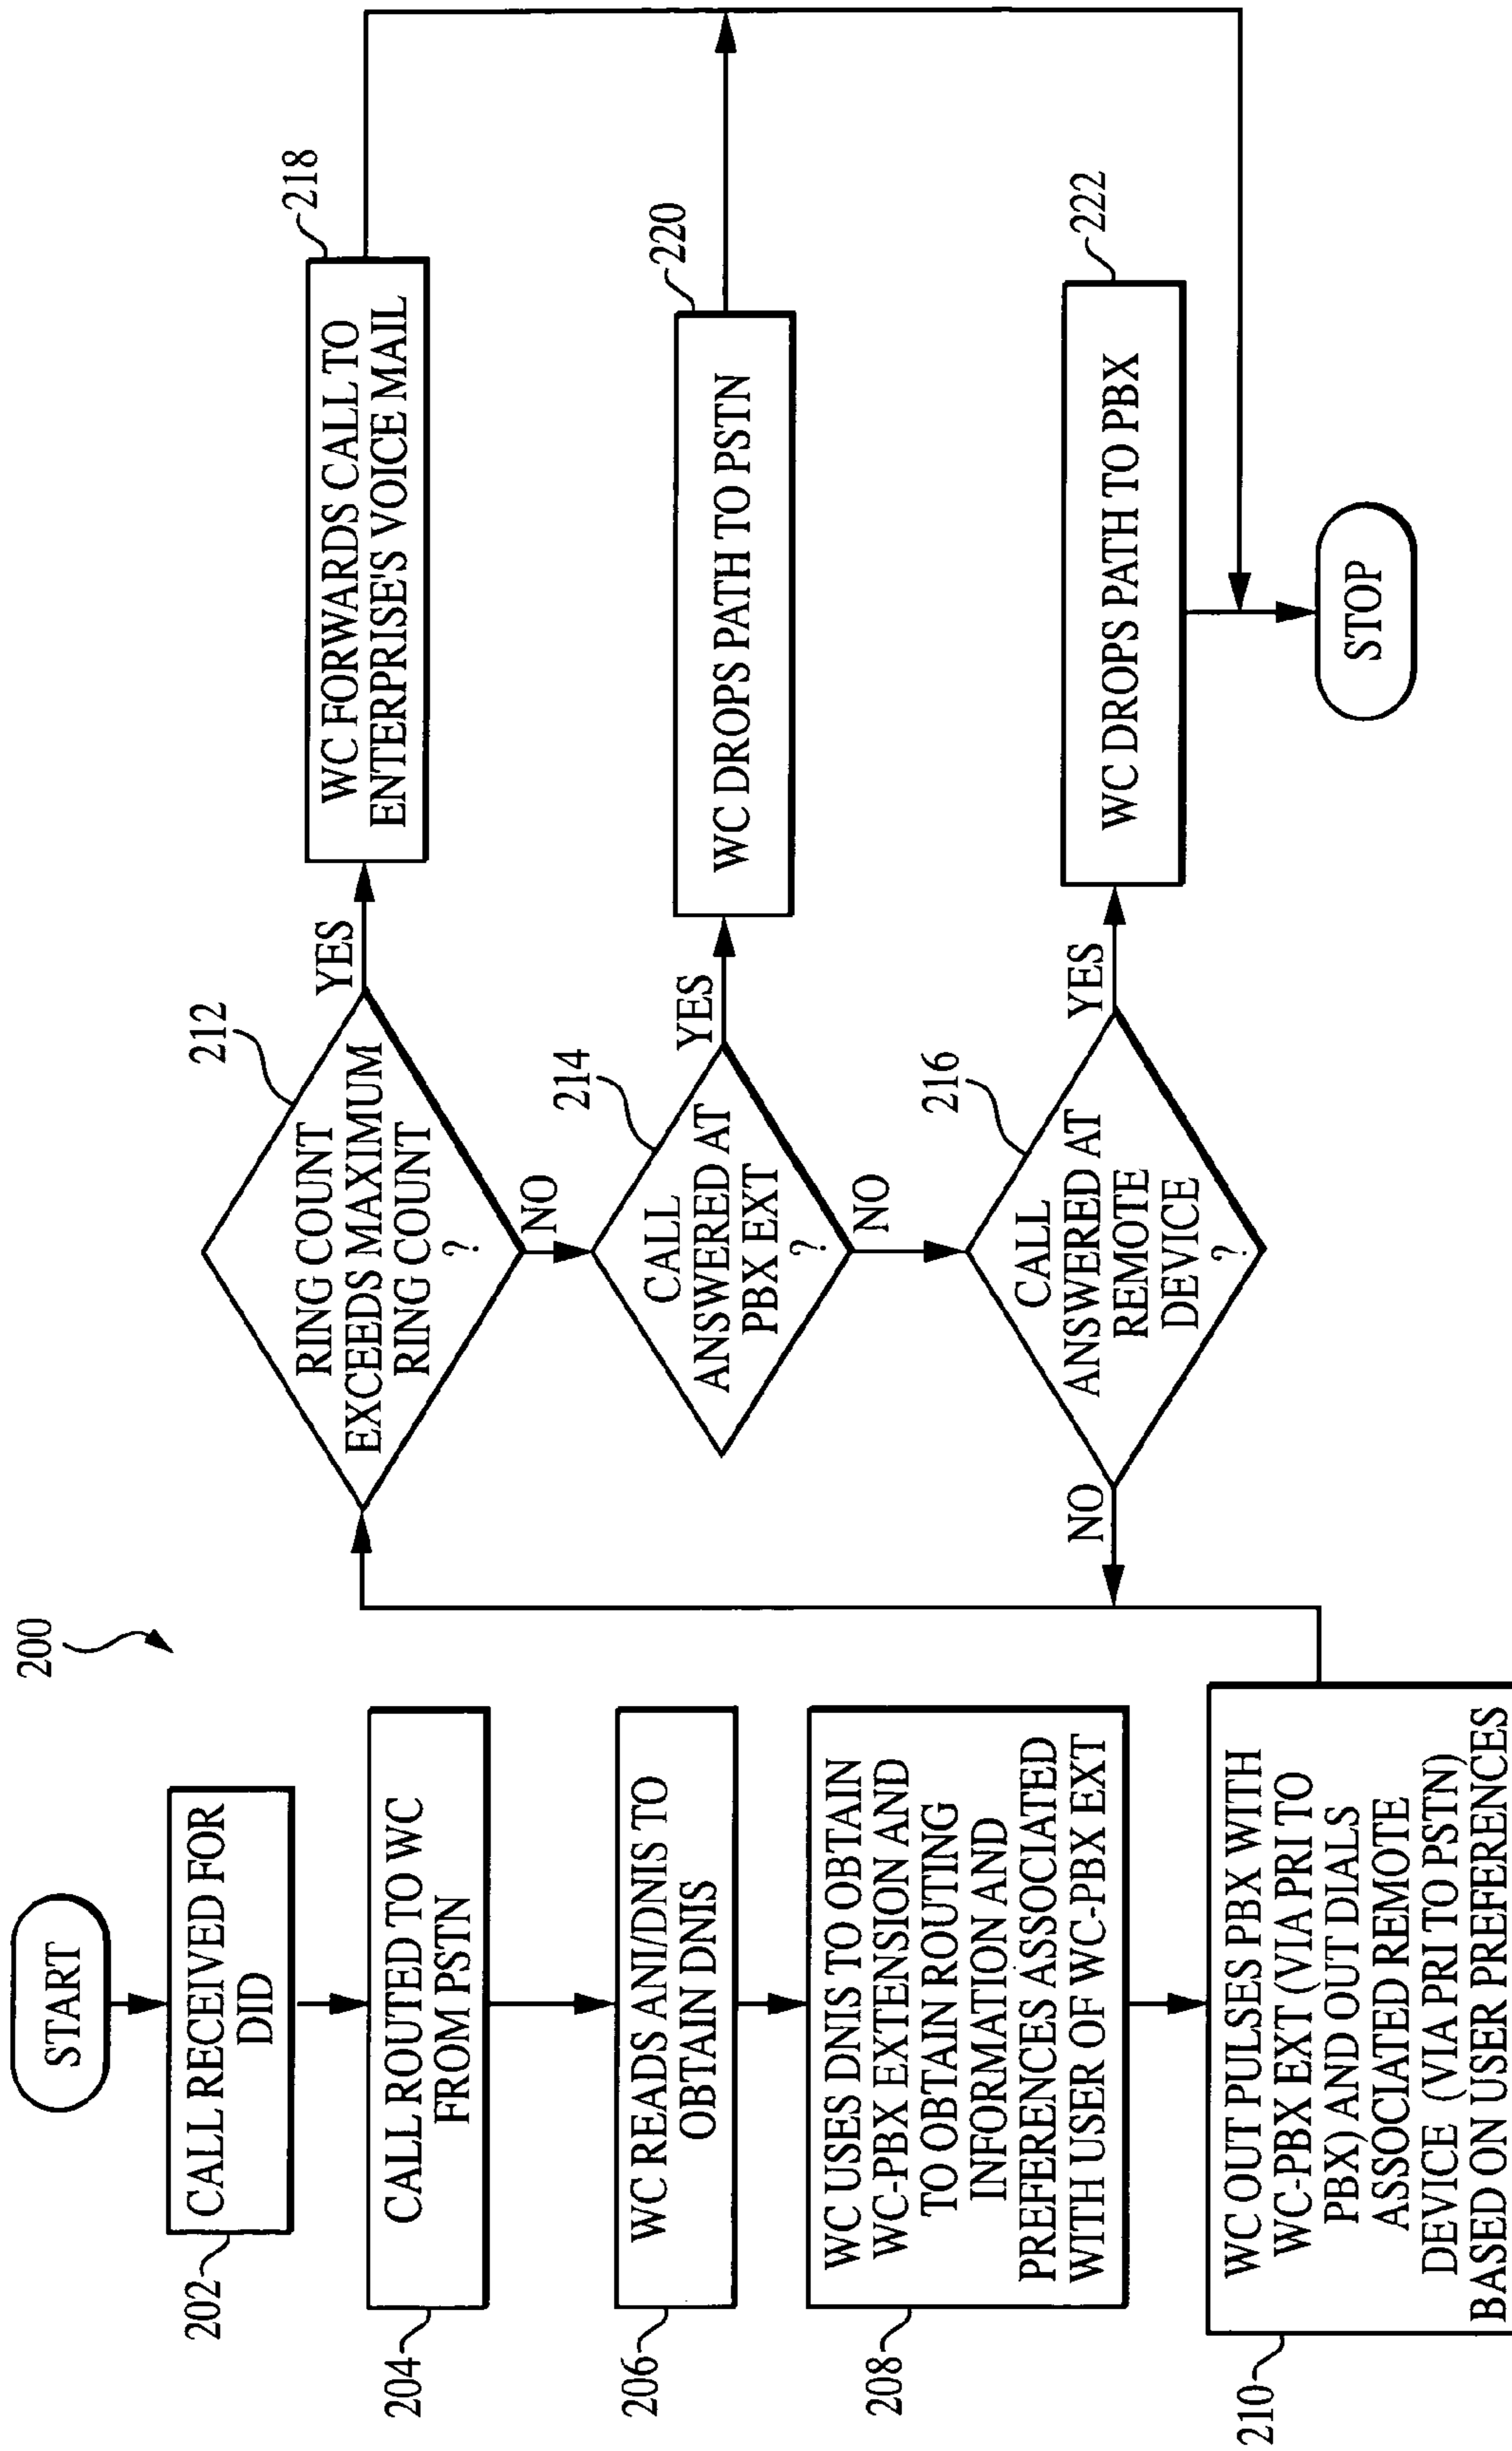 200
START
CALL RECEIVED FOR
DID
202
CALL ROUTED TO WC
FROM PSTN
204
WC READS ANI/DNIS TO
OBTAIN DNIS
206
WC USES DNIS TO OBTAIN
WC-PBX EXTENSION AND
TO OBTAIN ROUTING
INFORMATION AND
PREFERENCES ASSOCIATED
WITH USER OF WC-PBX EXT
208
WC OUT PULSES PBX WITH
WC-PBX EXT (VIA PRI TO
PBX) AND OUT DIALS
ASSOCIATED REMOTE
DEVICE (VIA PRI TO PSTN)
BASED ON USER PREFERENCES
210
RING COUNT
EXCEEDS MAXIMUM
RING COUNT
?
212
YES
NO
WC FORWARDS CALL TO
ENTERPRISE'S VOICE MAIL
218
CALL
ANSWERED AT
PBX EXT
?
214
YES
NO
WC DROPS PATH TO PSTN
220
CALL
ANSWERED AT
REMOTE
DEVICE
?
216
NO
YES
WC DROPS PATH TO PBX
222
STOP